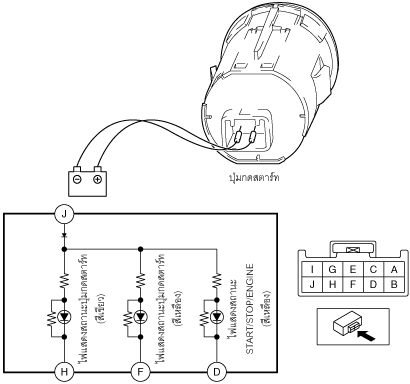 ปุ่มกดสตาร์ท
J
ไฟแสดงสถานะปุ่มกดสตาร์ท
(สีเขียว)
ไฟแสดงสถานะปุ่มกดสตาร์ท
(สีเหลือง)
ไฟแสดงสถานะ
START/STOP/ENGINE
(สีเหลือง)
H
F
D
I G E C A
J H F D B